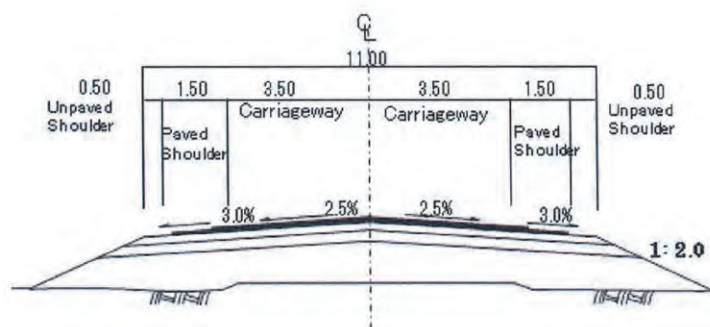 CL
11.00
0.50
1.50
3.50
3.50
1.50
0.50
Unpaved
Shoulder
Paved
Shoulder
Carriageway
Carriageway
Paved
Shoulder
Unpaved
Shoulder
3.0%
2.5%
2.5%
3.0%
1:2.0